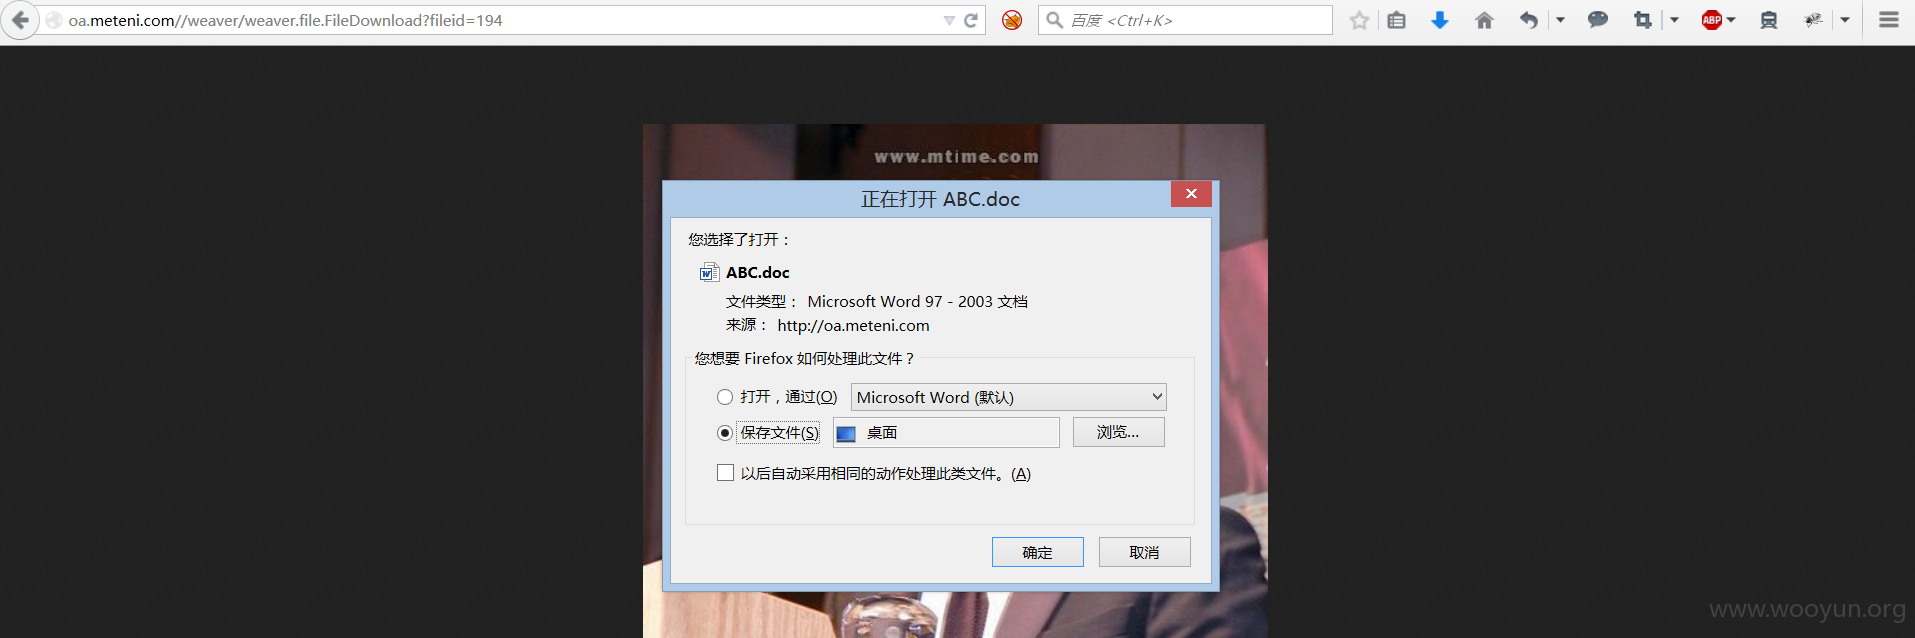 oa.meteni.com//weaver/weaver.file.FileDownload?fileid=194
百度 <Ctrl+K>
ABP
www.mtime.com
正在打开 ABC.doc
您选择了打开：
ABC.doc
文件类型： Microsoft Word 97 - 2003 文档
来源： http://oa.meteni.com
您想要 Firefox 如何处理此文件？
打开，通过(O) Microsoft Word (默认)
保存文件(S) 桌面 浏览...
以后自动采用相同的动作处理此类文件。(A)
确定 取消
www.wooyun.org